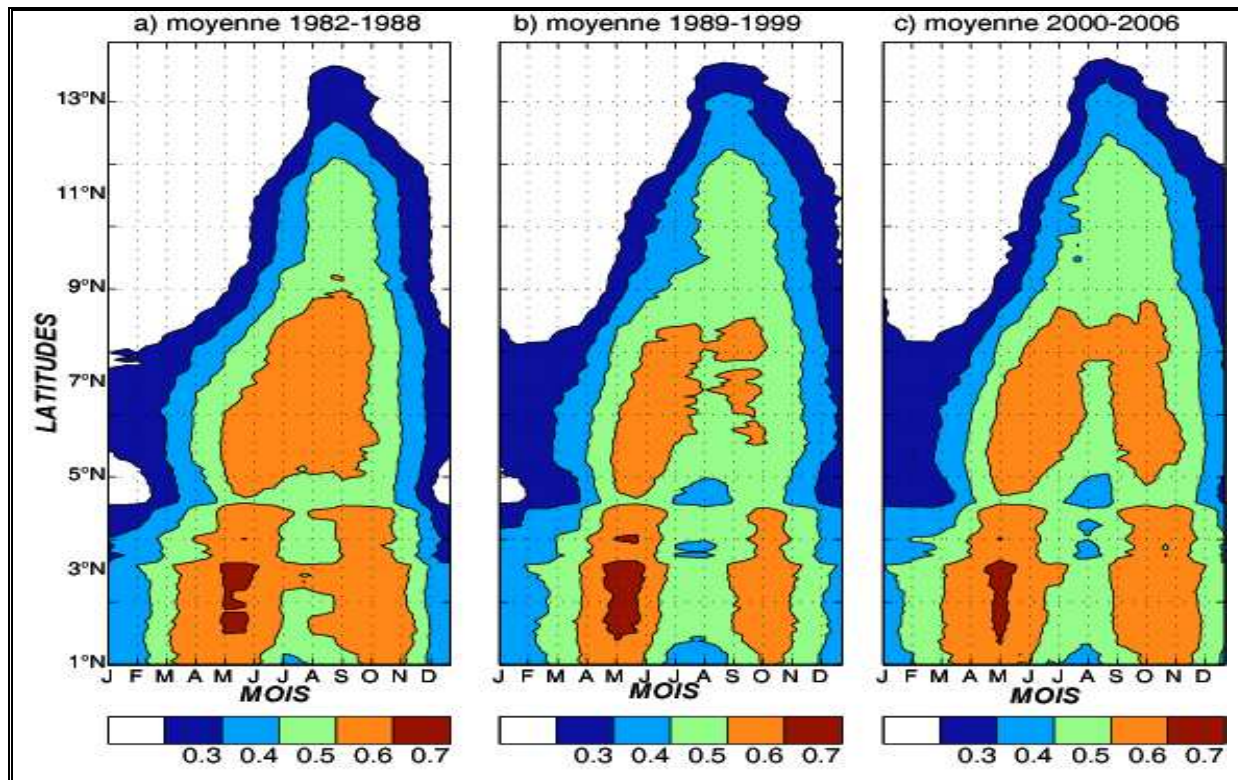 a) moyenne 1982-1988
b) moyenne 1989-1999
c) moyenne 2000-2006
13°N
11°N
9°N
7°N
5°N
3°N
1°N
LATITUDES
J F M A M J J A S O N D
J F M A M J J A S O N D
J F M A M J J A S O N D
MOIS
MOIS
MOIS
0.3 0.4 0.5 0.6 0.7
0.3 0.4 0.5 0.6 0.7
0.3 0.4 0.5 0.6 0.7